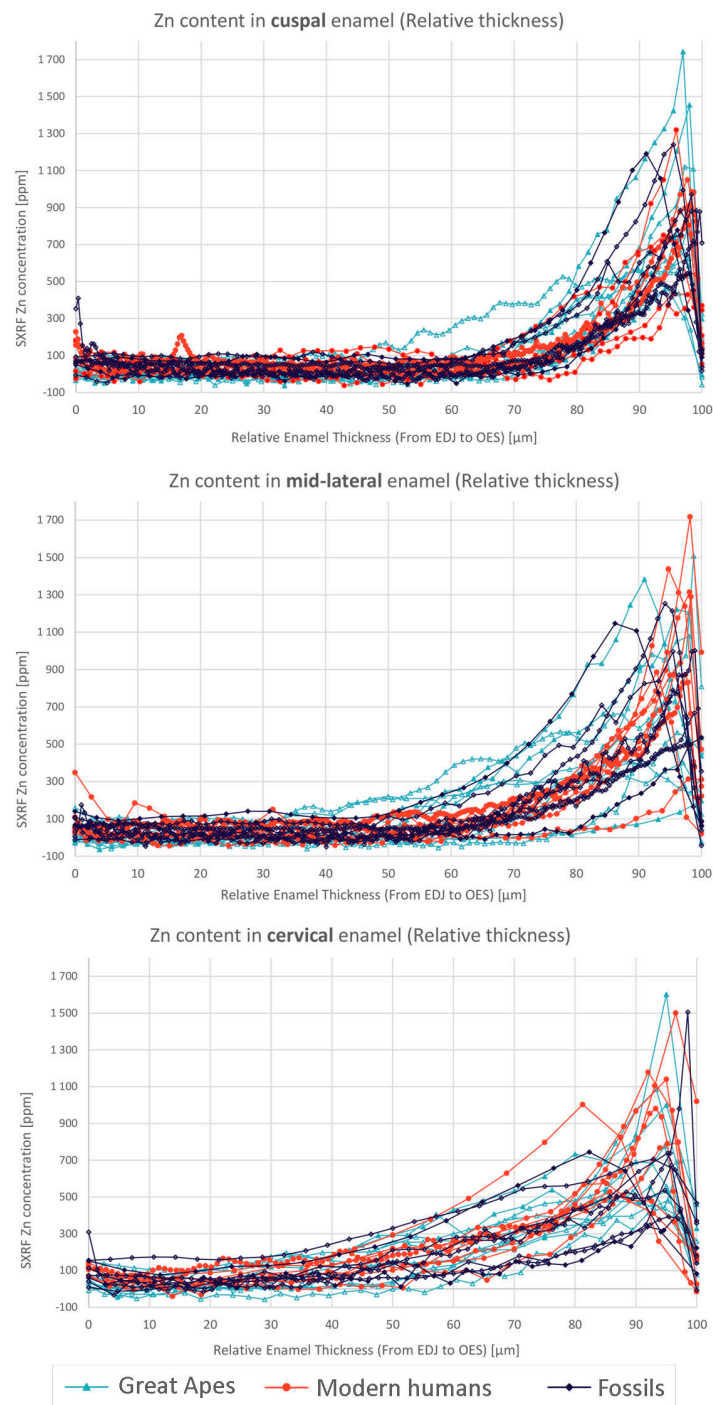 Zn content in cuspal enamel (Relative thickness)
SXRF Zn concentration [ppm]
1 700
1 500
1 300
1 100
900
700
500
300
100
-100
0 10 20 30 40 50 60 70 80 90 100
Relative Enamel Thickness (From EDJ to OES) [µm]
Zn content in mid-lateral enamel (Relative thickness)
SXRF Zn concentration [ppm]
1 700
1 500
1 300
1 100
900
700
500
300
100
-100
0 10 20 30 40 50 60 70 80 90 100
Relative Enamel Thickness (From EDJ to OES) [µm]
Zn content in cervical enamel (Relative thickness)
SXRF Zn concentration [ppm]
1 700
1 500
1 300
1 100
900
700
500
300
100
-100
0 10 20 30 40 50 60 70 80 90 100
Relative Enamel Thickness (From EDJ to OES) [µm]
Great Apes Modern humans Fossils